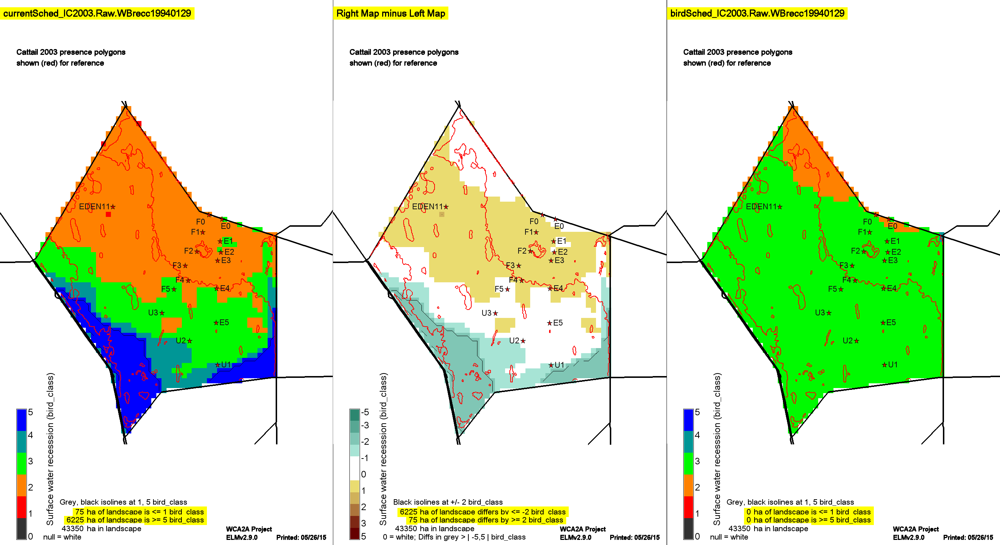 currentSched_IC2003.Raw.WBrecc19940129
Cattail 2003 presence polygons
shown (red) for reference
EDEN11
F0
E0
F1
E1
F2
E2
E3
F3
F4
F5
E4
U3
E5
U2
U1
5
4
3
2
1
0
Surface water recesssion (bird_class)
Grey, black isolines at 1, 5 bird_class
75 ha of landscape is <= 1 bird_class
6225 ha of landscape is >= 5 bird_class
43350 ha in landscape
null = white
WCA2A Project
ELMv2.9.0
Printed: 05/26/15
Right Map minus Left Map
Cattail 2003 presence polygons
shown (red) for reference
EDEN11
F0
E0
F1
E1
F2
E2
E3
F3
F4
F5
E4
U3
E5
U2
U1
-5
-3
-2
-1
0
1
2
3
5
Surface water recesssion (bird_class)
Black isolines at +/- 2 bird_class
6225 ha of landscape differs by <= -2 bird_class
75 ha of landscape differs by >= 2 bird_class
43350 ha in landscape
0 = white; Diffs in grey > | -5,5 | bird_class
WCA2A Project
ELMv2.9.0
Printed: 05/26/15
birdSched_IC2003.Raw.WBrecc19940129
Cattail 2003 presence polygons
shown (red) for reference
EDEN11
F0
E0
F1
E1
F2
E2
E3
F3
F4
F5
E4
U3
E5
U2
U1
5
4
3
2
1
0
Surface water recesssion (bird_class)
Grey, black isolines at 1, 5 bird_class
0 ha of landscape is <= 1 bird_class
0 ha of landscape is >= 5 bird_class
43350 ha in landscape
null = white
WCA2A Project
ELMv2.9.0
Printed: 05/26/15